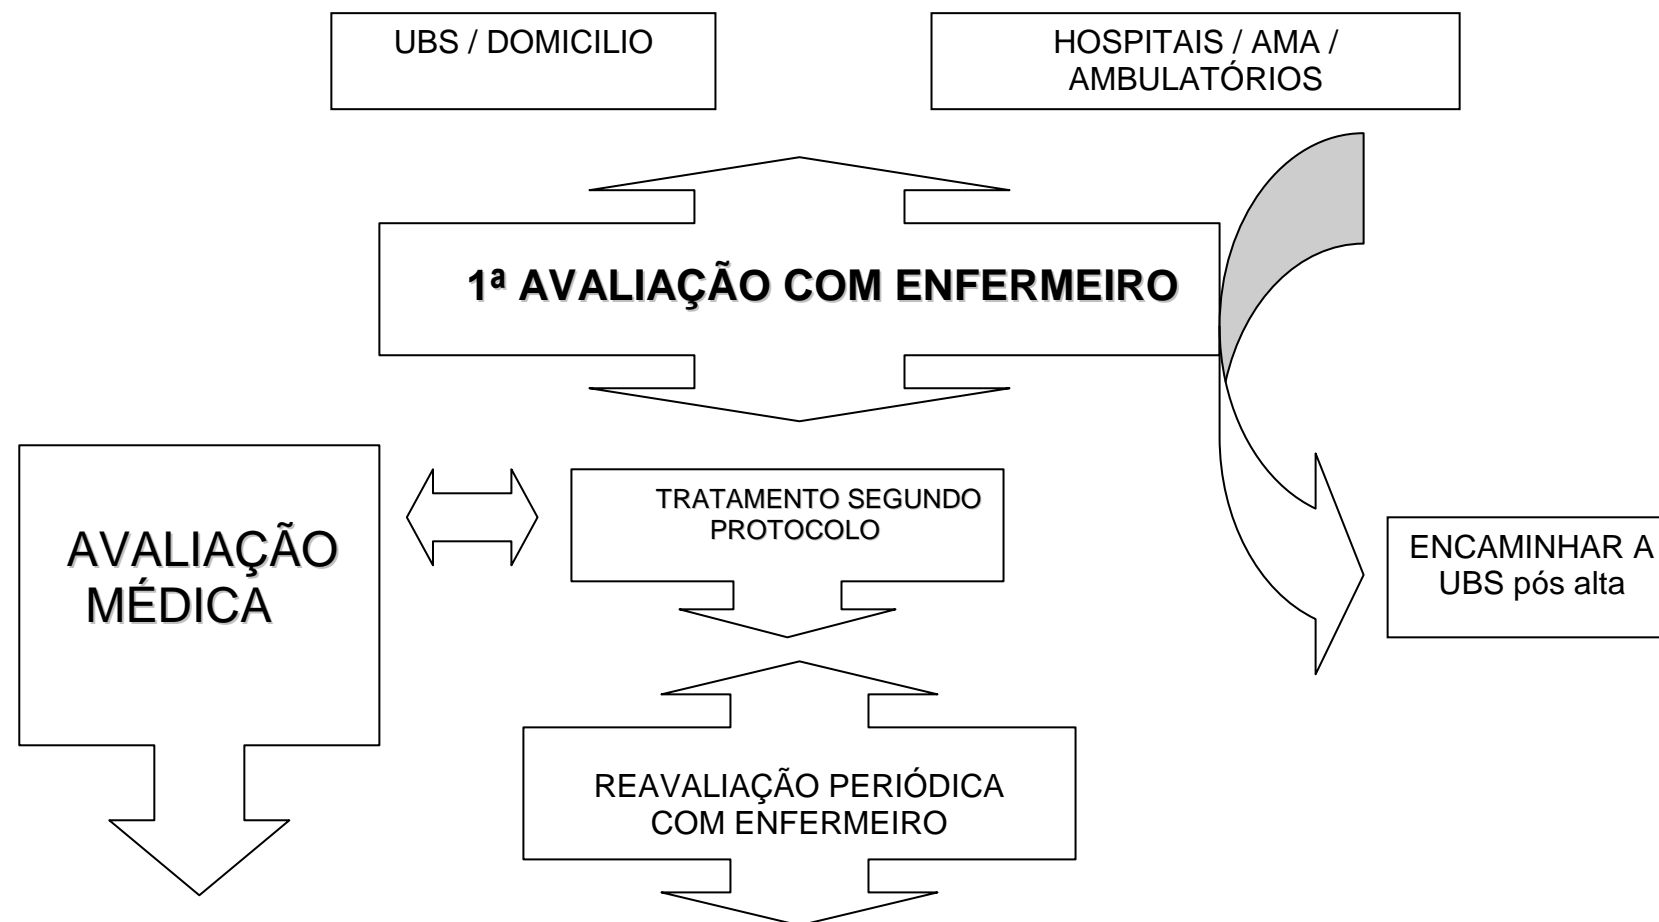 UBS / DOMICILIO
HOSPITAIS / AMA /
AMBULATÓRIOS
1ª AVALIAÇÃO COM ENFERMEIRO
AVALIAÇÃO
MÉDICA
TRATAMENTO SEGUNDO
PROTOCOLO
ENCAMINHAR A
UBS pós alta
REAVALIAÇÃO PERIÓDICA
COM ENFERMEIRO